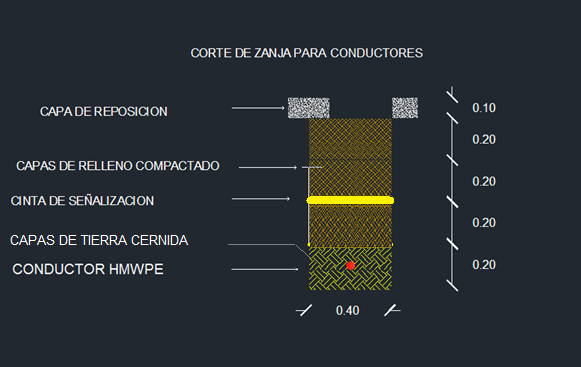 CORTE DE ZANJA PARA CONDUCTORES
CAPA DE REPOSICION
0.10
0.20
CAPAS DE RELLENO COMPACTADO
0.20
CINTA DE SEÑALIZACION
0.20
CAPAS DE TIERRA CERNIDA
CONDUCTOR HMWPE
0.20
0.40